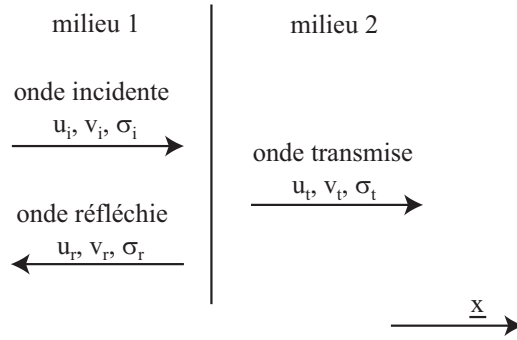 milieu 1 milieu 2
onde incidente
u_i, v_i, σ_i
onde transmise
u_t, v_t, σ_t
onde réfléchie
u_r, v_r, σ_r
x